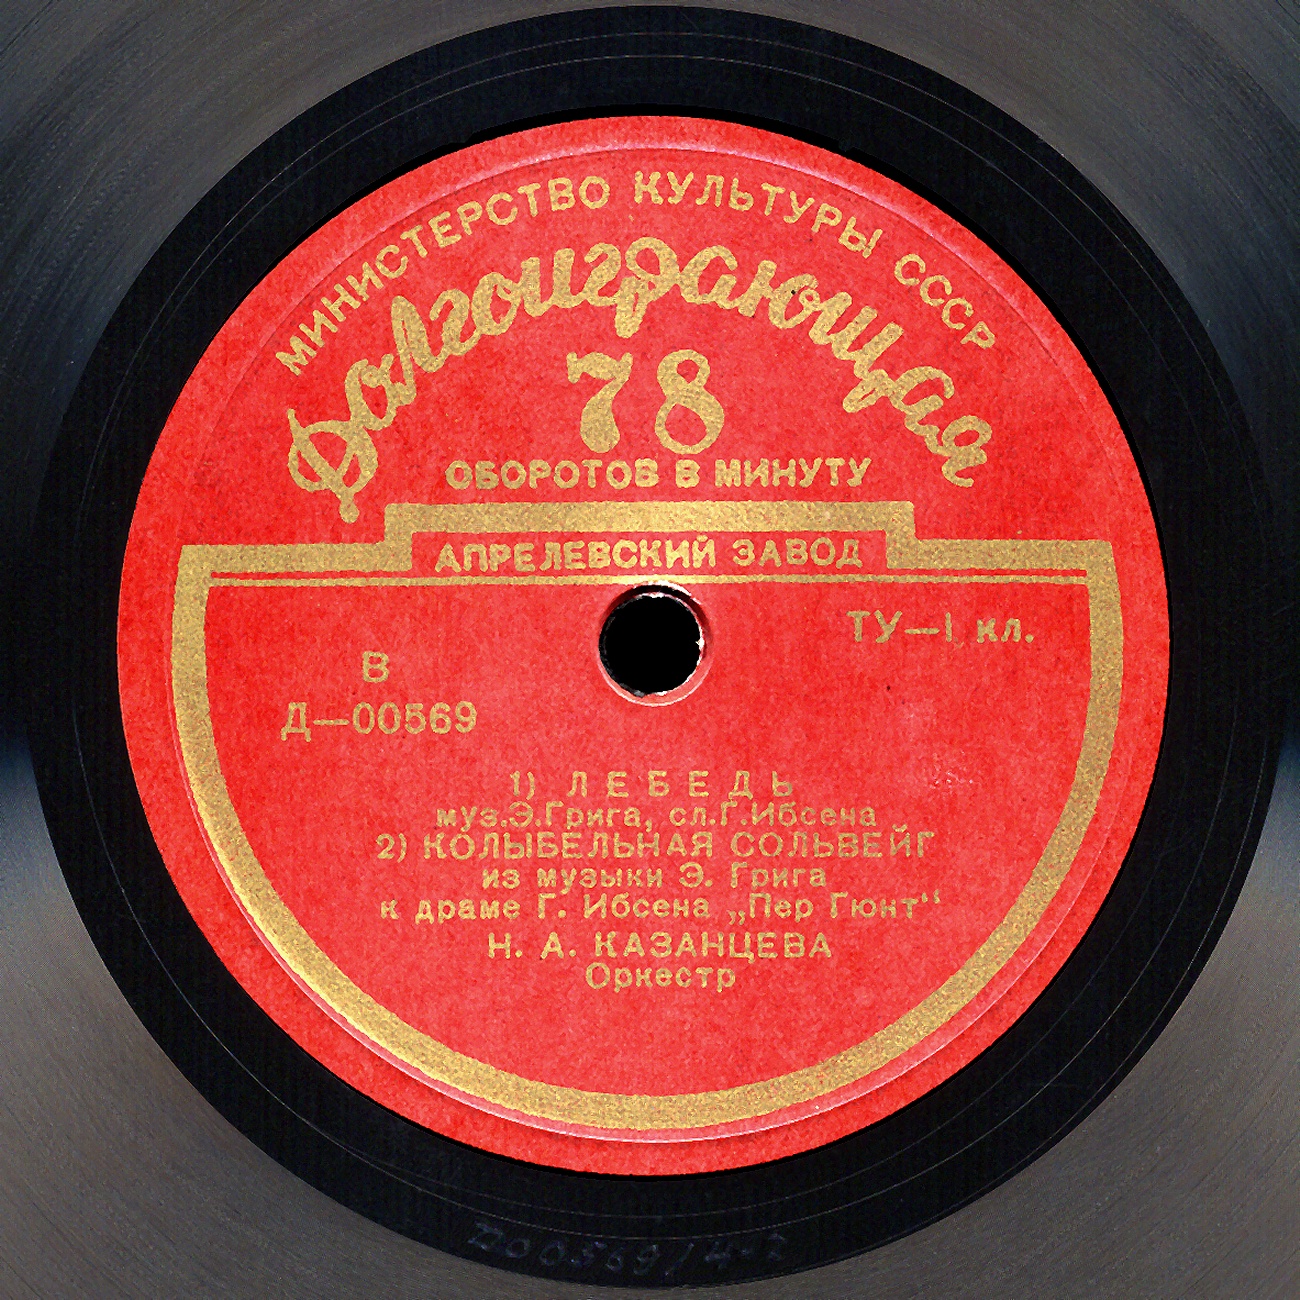 МИНИСТЕРСТВО КУЛЬТУРЫ СССР
Долгоиграющая
78
ОБОРОТОВ В МИНУТУ
АПРЕЛЕВСКИЙ ЗАВОД
ТУ—I кл.
В
Д—00569
1) ЛЕБЕДЬ
муз.Э.Грига, сл.Г.Ибсена
2) КОЛЫБЕЛЬНАЯ СОЛЬВЕЙГ
из музыки Э. Грига
к драме Г. Ибсена „Пер Гюнт“
Н. А. КАЗАНЦЕВА
Оркестр